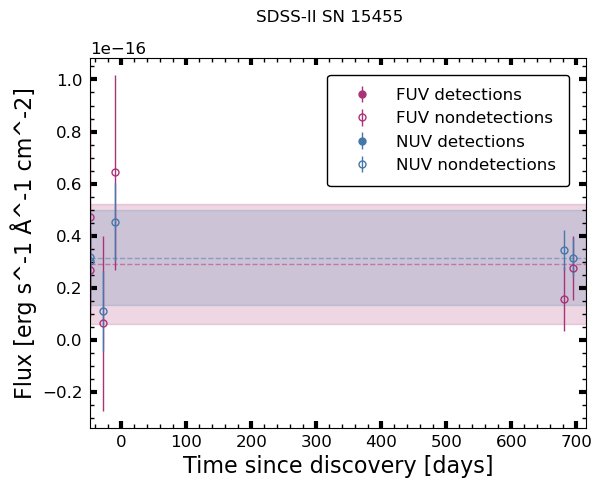 SDSS-II SN 15455
1e−16
FUV detections
FUV nondetections
NUV detections
NUV nondetections
1.0
0.8
0.6
0.4
0.2
0.0
−0.2
Flux [erg s^-1 Å^-1 cm^-2]
0 100 200 300 400 500 600 700
Time since discovery [days]